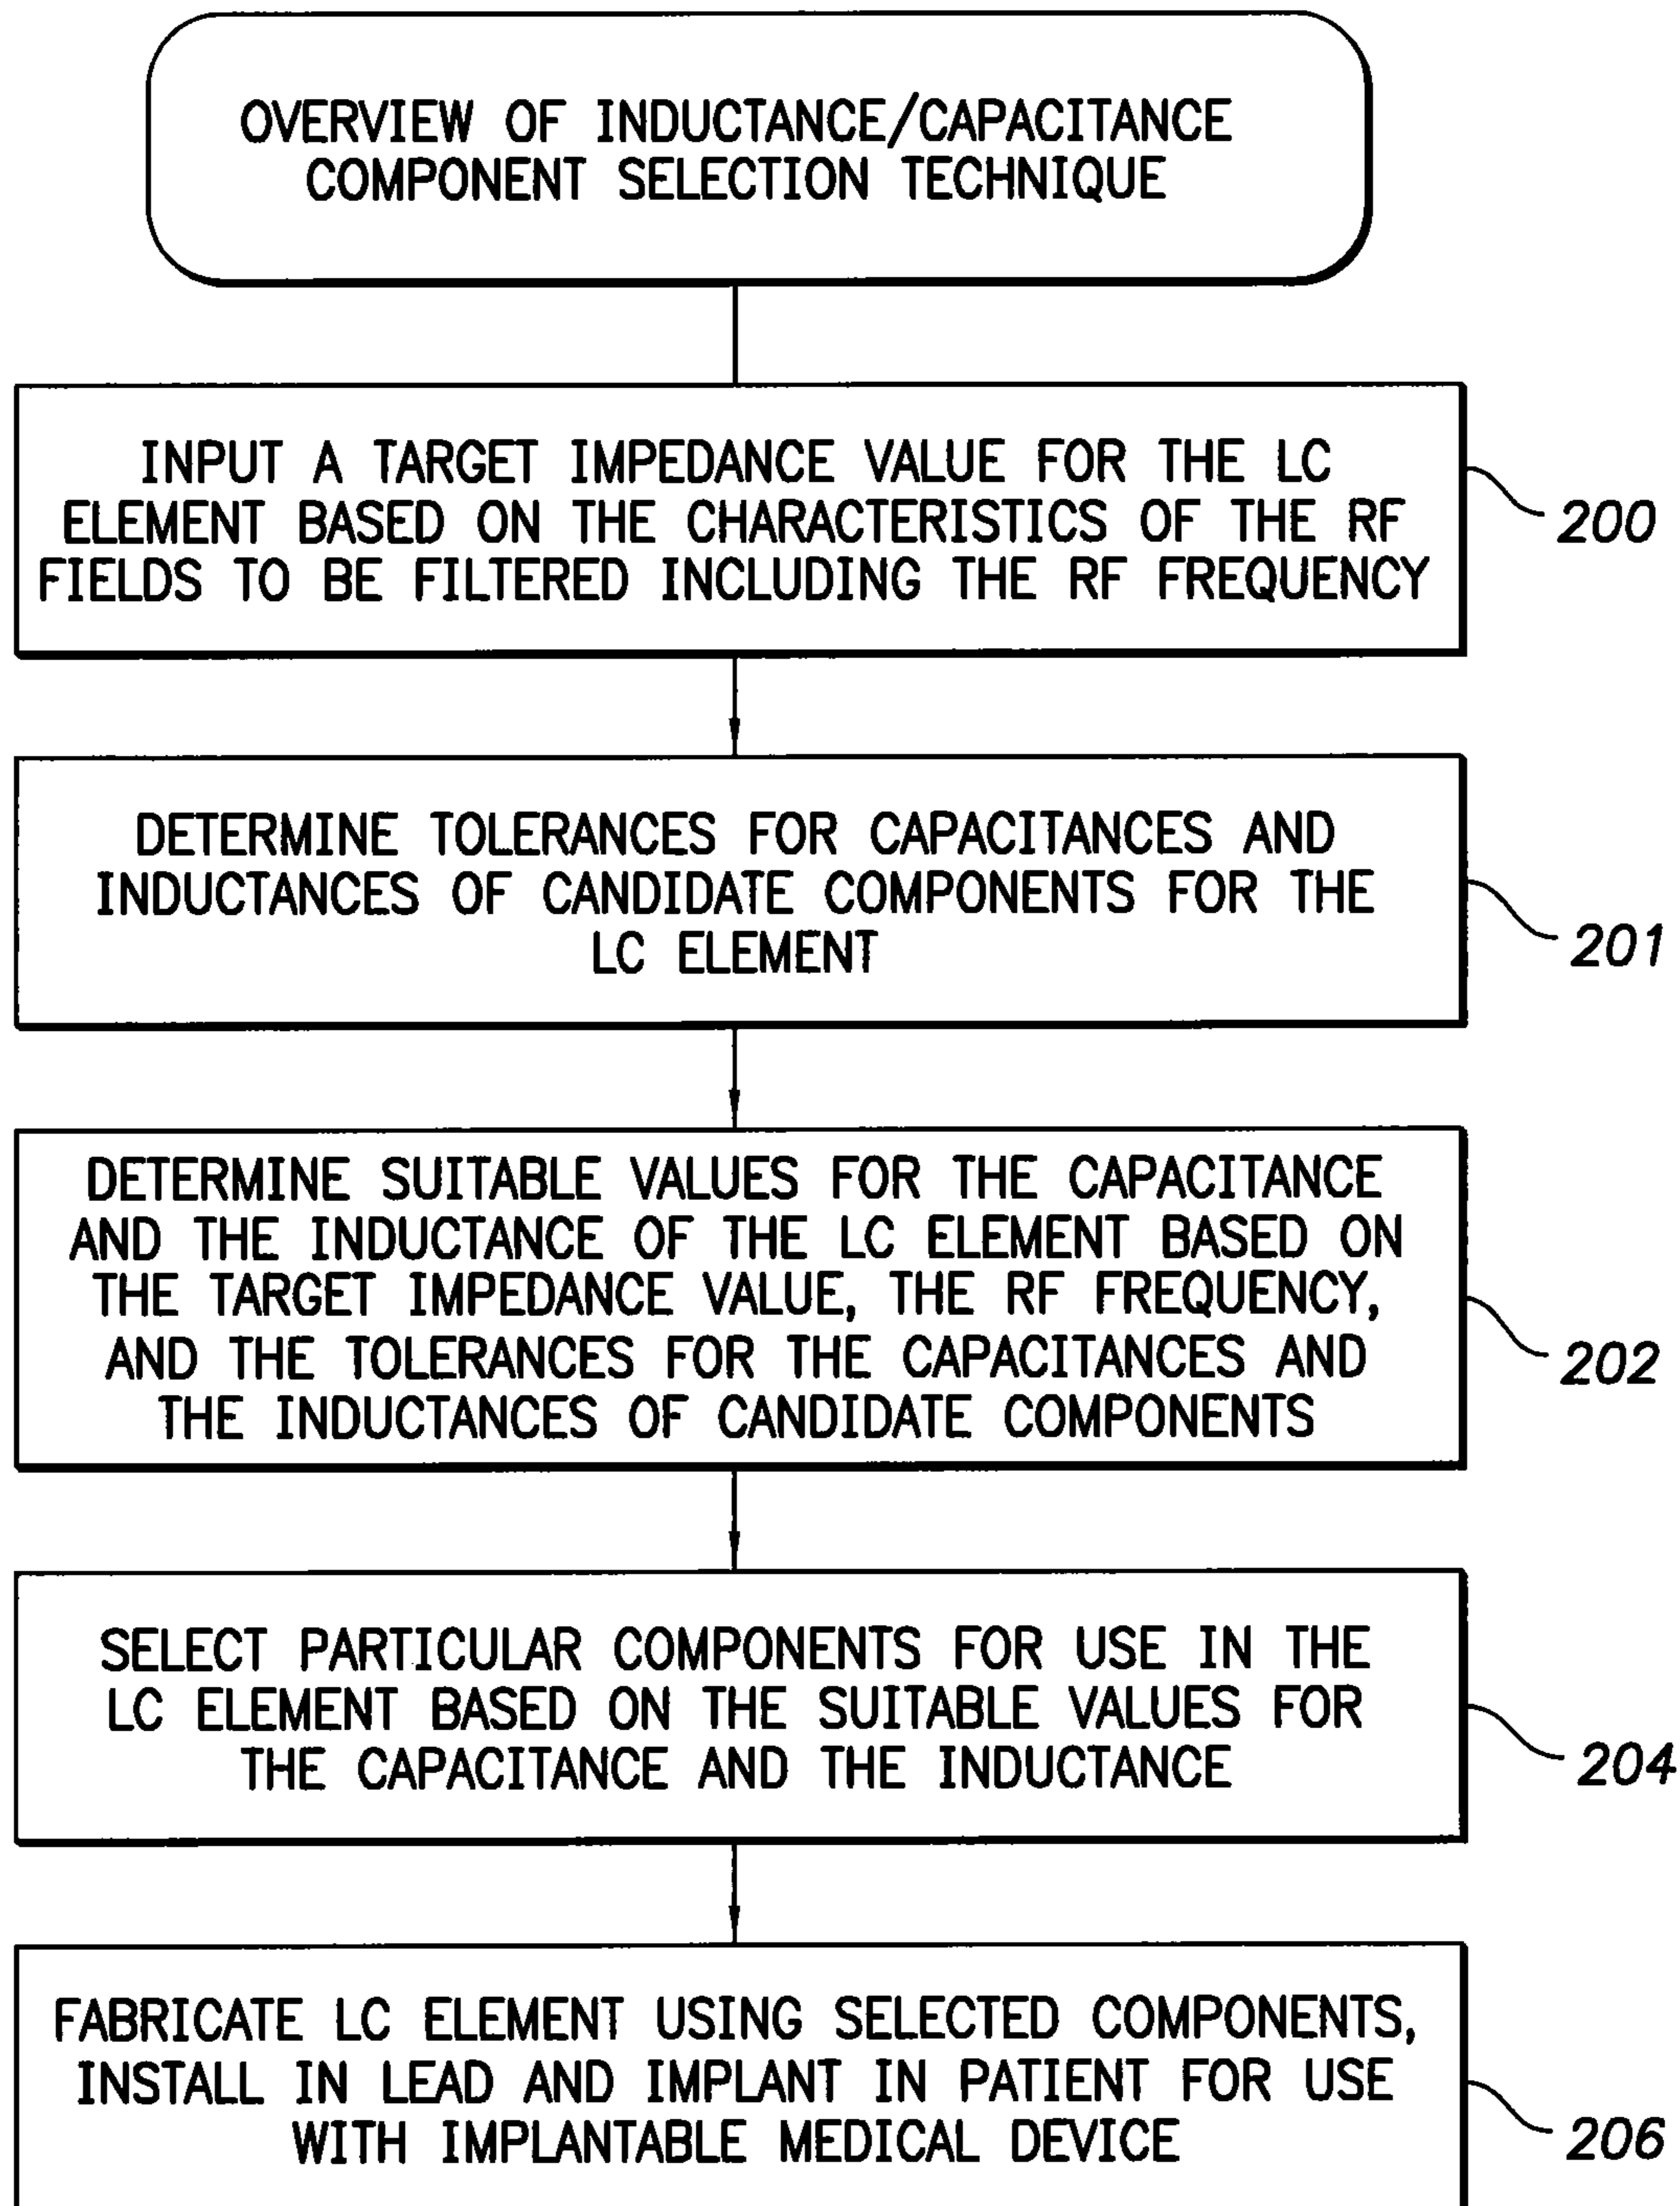 OVERVIEW OF INDUCTANCE/CAPACITANCE
COMPONENT SELECTION TECHNIQUE
INPUT A TARGET IMPEDANCE VALUE FOR THE LC
ELEMENT BASED ON THE CHARACTERISTICS OF THE RF
FIELDS TO BE FILTERED INCLUDING THE RF FREQUENCY
200
DETERMINE TOLERANCES FOR CAPACITANCES AND
INDUCTANCES OF CANDIDATE COMPONENTS FOR THE
LC ELEMENT
201
DETERMINE SUITABLE VALUES FOR THE CAPACITANCE
AND THE INDUCTANCE OF THE LC ELEMENT BASED ON
THE TARGET IMPEDANCE VALUE, THE RF FREQUENCY,
AND THE TOLERANCES FOR THE CAPACITANCES AND
THE INDUCTANCES OF CANDIDATE COMPONENTS
202
SELECT PARTICULAR COMPONENTS FOR USE IN THE
LC ELEMENT BASED ON THE SUITABLE VALUES FOR
THE CAPACITANCE AND THE INDUCTANCE
204
FABRICATE LC ELEMENT USING SELECTED COMPONENTS,
INSTALL IN LEAD AND IMPLANT IN PATIENT FOR USE
WITH IMPLANTABLE MEDICAL DEVICE
206